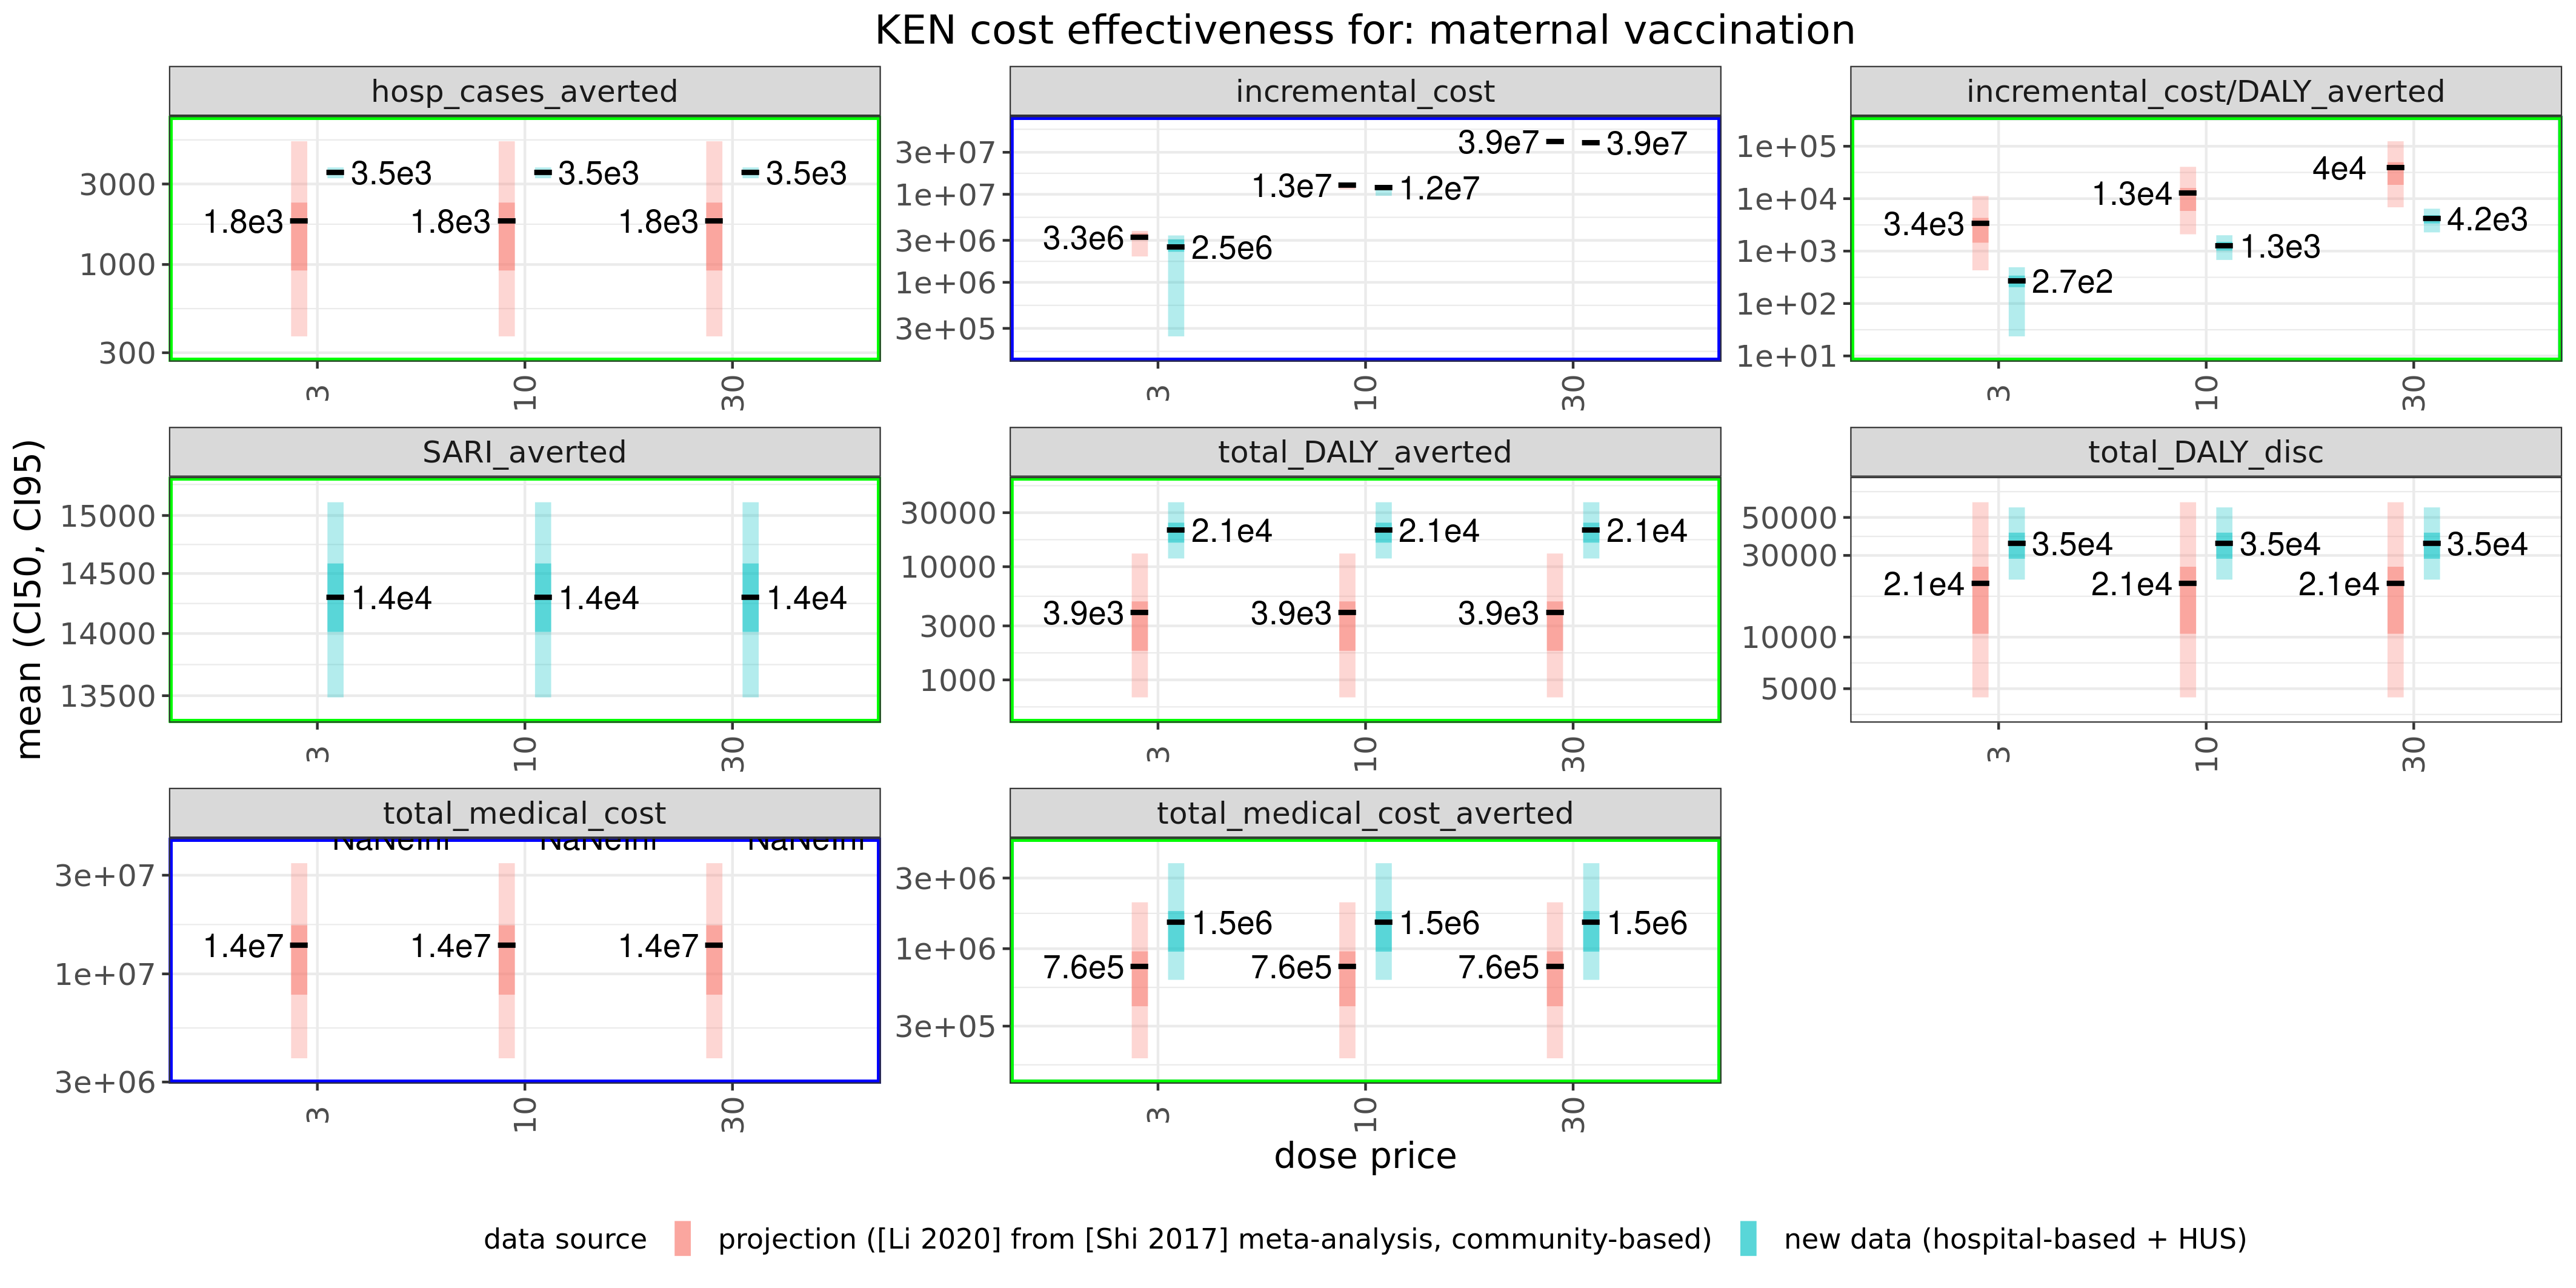 KEN cost effectiveness for: maternal vaccination
mean (CI50, CI95)
hosp_cases_averted
3000
1000
300
1.8e3 3.5e3 1.8e3 3.5e3 1.8e3 3.5e3
3 10 30
incremental_cost
3e+07
1e+07
3e+06
1e+06
3e+05
3.3e6 2.5e6 1.3e7 1.2e7 3.9e7 3.9e7
3 10 30
incremental_cost/DALY_averted
1e+05
1e+04
1e+03
1e+02
1e+01
3.4e3 2.7e2 1.3e4 1.3e3 4e4 4.2e3
3 10 30
SARI_averted
15000
14500
14000
13500
1.4e4 1.4e4 1.4e4
3 10 30
total_DALY_averted
30000
10000
3000
1000
3.9e3 2.1e4 3.9e3 2.1e4 3.9e3 2.1e4
3 10 30
total_DALY_disc
50000
30000
10000
5000
2.1e4 3.5e4 2.1e4 3.5e4 2.1e4 3.5e4
3 10 30
total_medical_cost
NaNeInf NaNeInf NaNeInf
3e+07
1e+07
3e+06
1.4e7 1.4e7 1.4e7
3 10 30
total_medical_cost_averted
3e+06
1e+06
3e+05
7.6e5 1.5e6 7.6e5 1.5e6 7.6e5 1.5e6
3 10 30
dose price
data source projection ([Li 2020] from [Shi 2017] meta-analysis, community-based) new data (hospital-based + HUS)